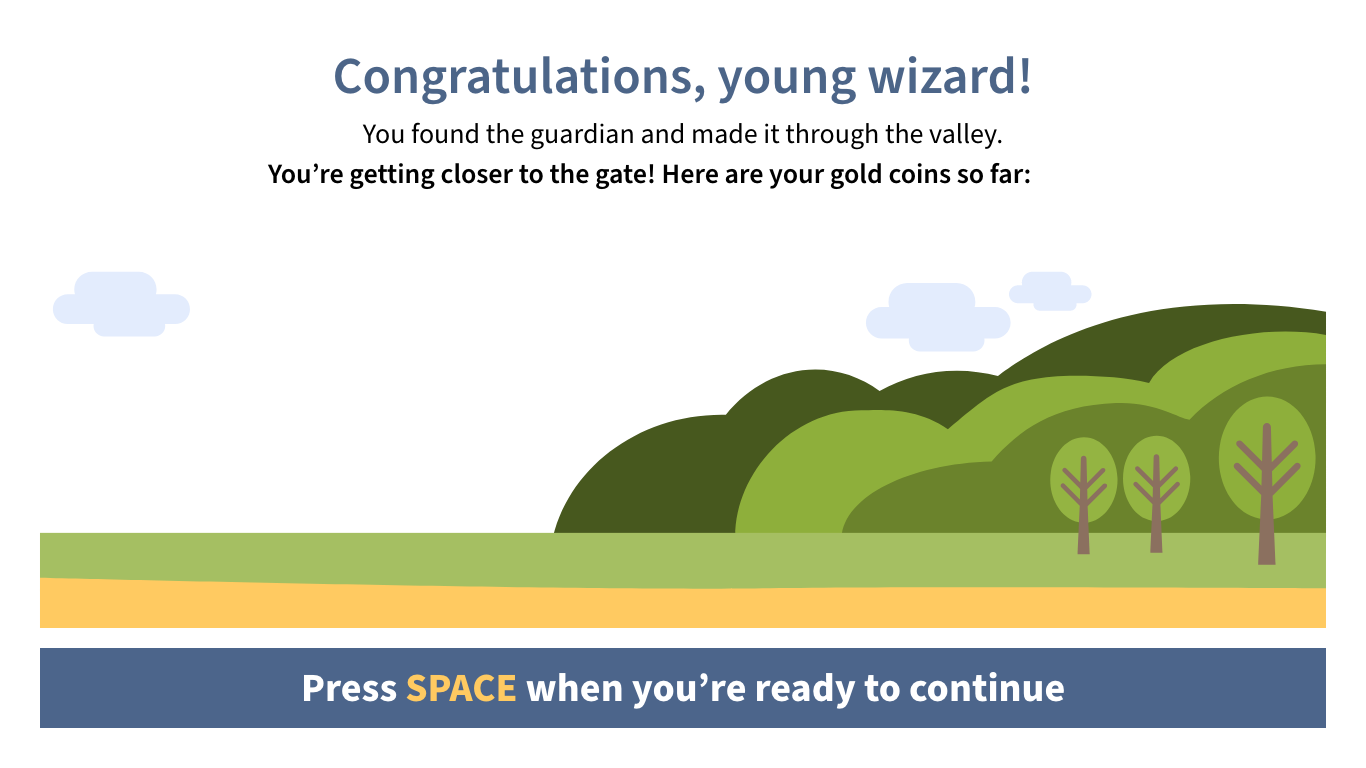 Congratulations, young wizard!
You found the guardian and made it through the valley.
You’re getting closer to the gate! Here are your gold coins so far:
Press SPACE when you’re ready to continue